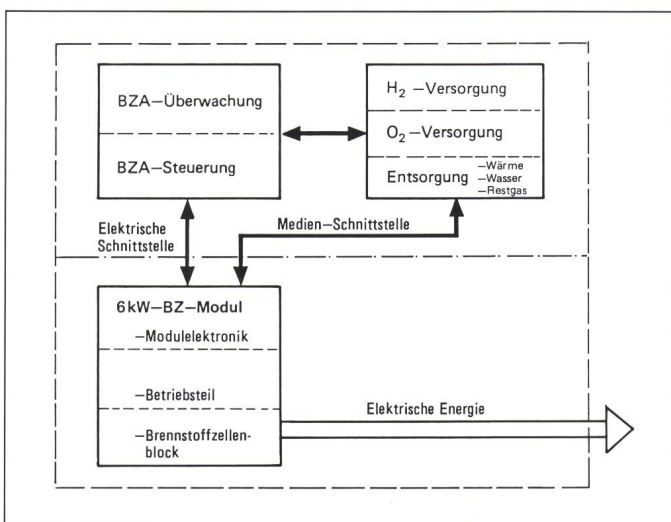 BZA–Überwachung
BZA–Steuerung
H₂ –Versorgung
O₂ –Versorgung
Entsorgung
–Wärme
–Wasser
–Restgas
Elektrische
Schnittstelle
Medien–Schnittstelle
6kW–BZ–Modul
–Modulelektronik
–Betriebsteil
–Brennstoffzellen-
block
Elektrische Energie